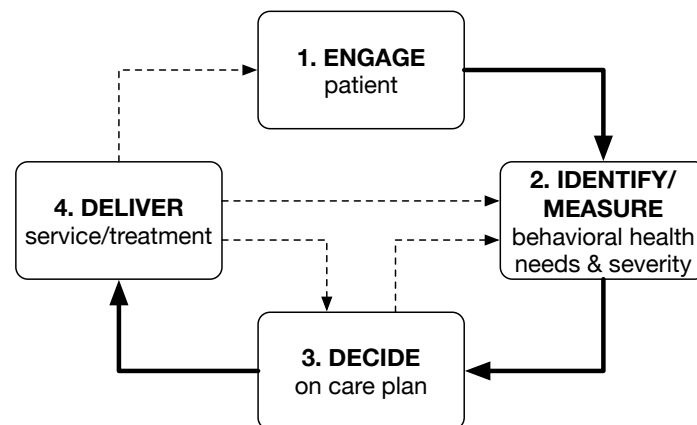 1. ENGAGE
patient
2. IDENTIFY/
MEASURE
behavioral health
needs & severity
3. DECIDE
on care plan
4. DELIVER
service/treatment